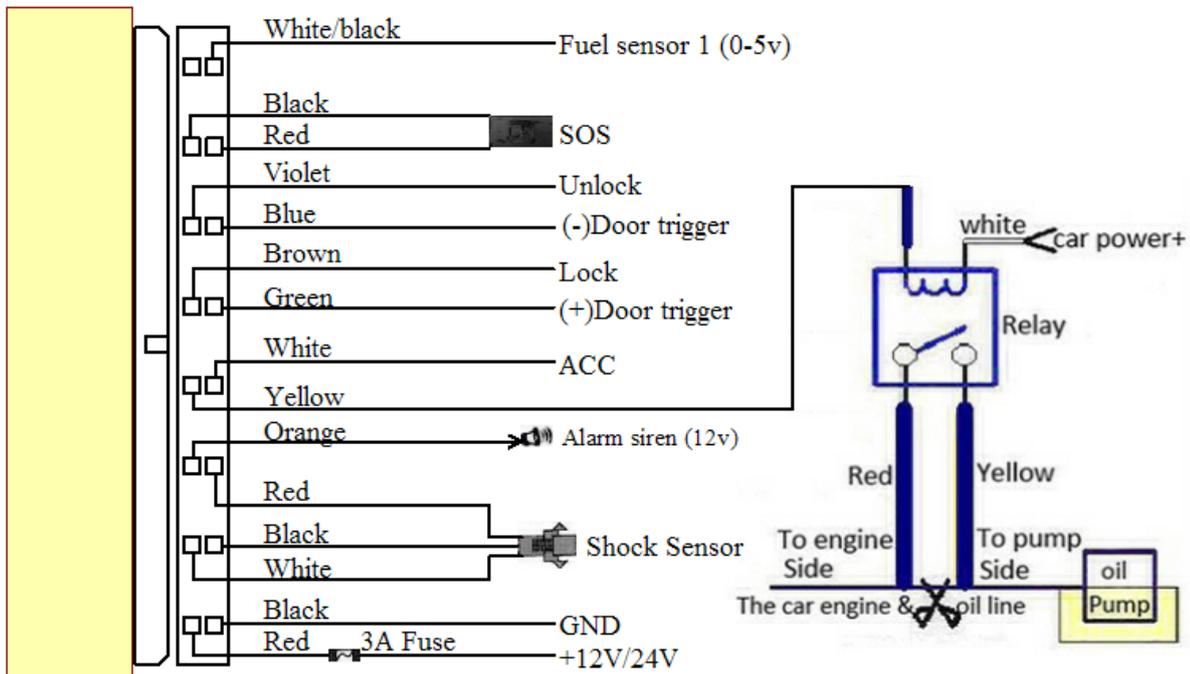 White/black
Fuel sensor 1 (0-5v)
Black
Red
SOS
Violet
Unlock
Blue
(-)Door trigger
Brown
Lock
Green
(+)Door trigger
White
ACC
Yellow
Orange
Alarm siren (12v)
Red
Black
Shock Sensor
White
Black
GND
Red
3A Fuse
+12V/24V
white
car power+
Relay
Red
Yellow
To engine
Side
To pump
Side
The car engine & oil line
oil
Pump